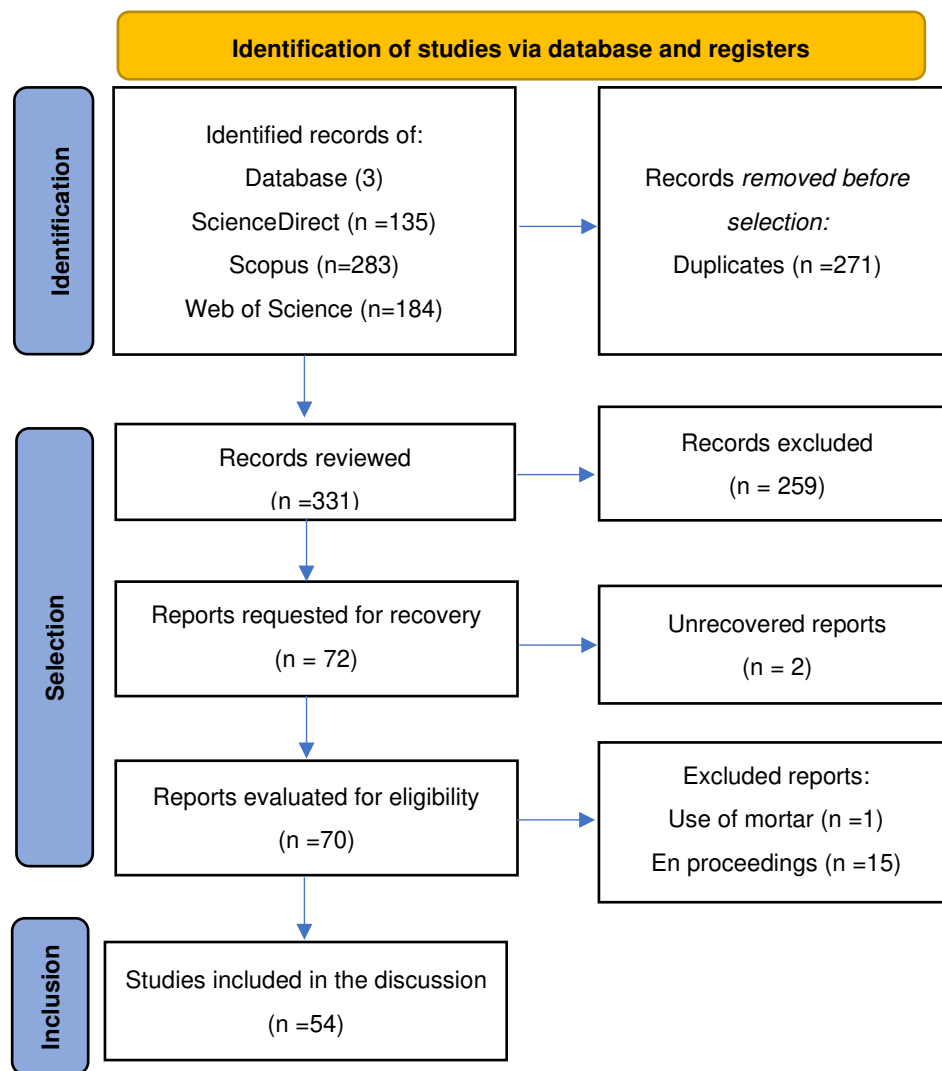 Identification of studies via database and registers
Identification
Identified records of:
Database (3)
ScienceDirect (n =135)
Scopus (n=283)
Web of Science (n=184)
Records removed before
selection:
Duplicates (n =271)
Selection
Records reviewed
(n =331)
Records excluded
(n = 259)
Reports requested for recovery
(n = 72)
Unrecovered reports
(n = 2)
Reports evaluated for eligibility
(n =70)
Excluded reports:
Use of mortar (n =1)
En proceedings (n =15)
Inclusion
Studies included in the discussion
(n =54)